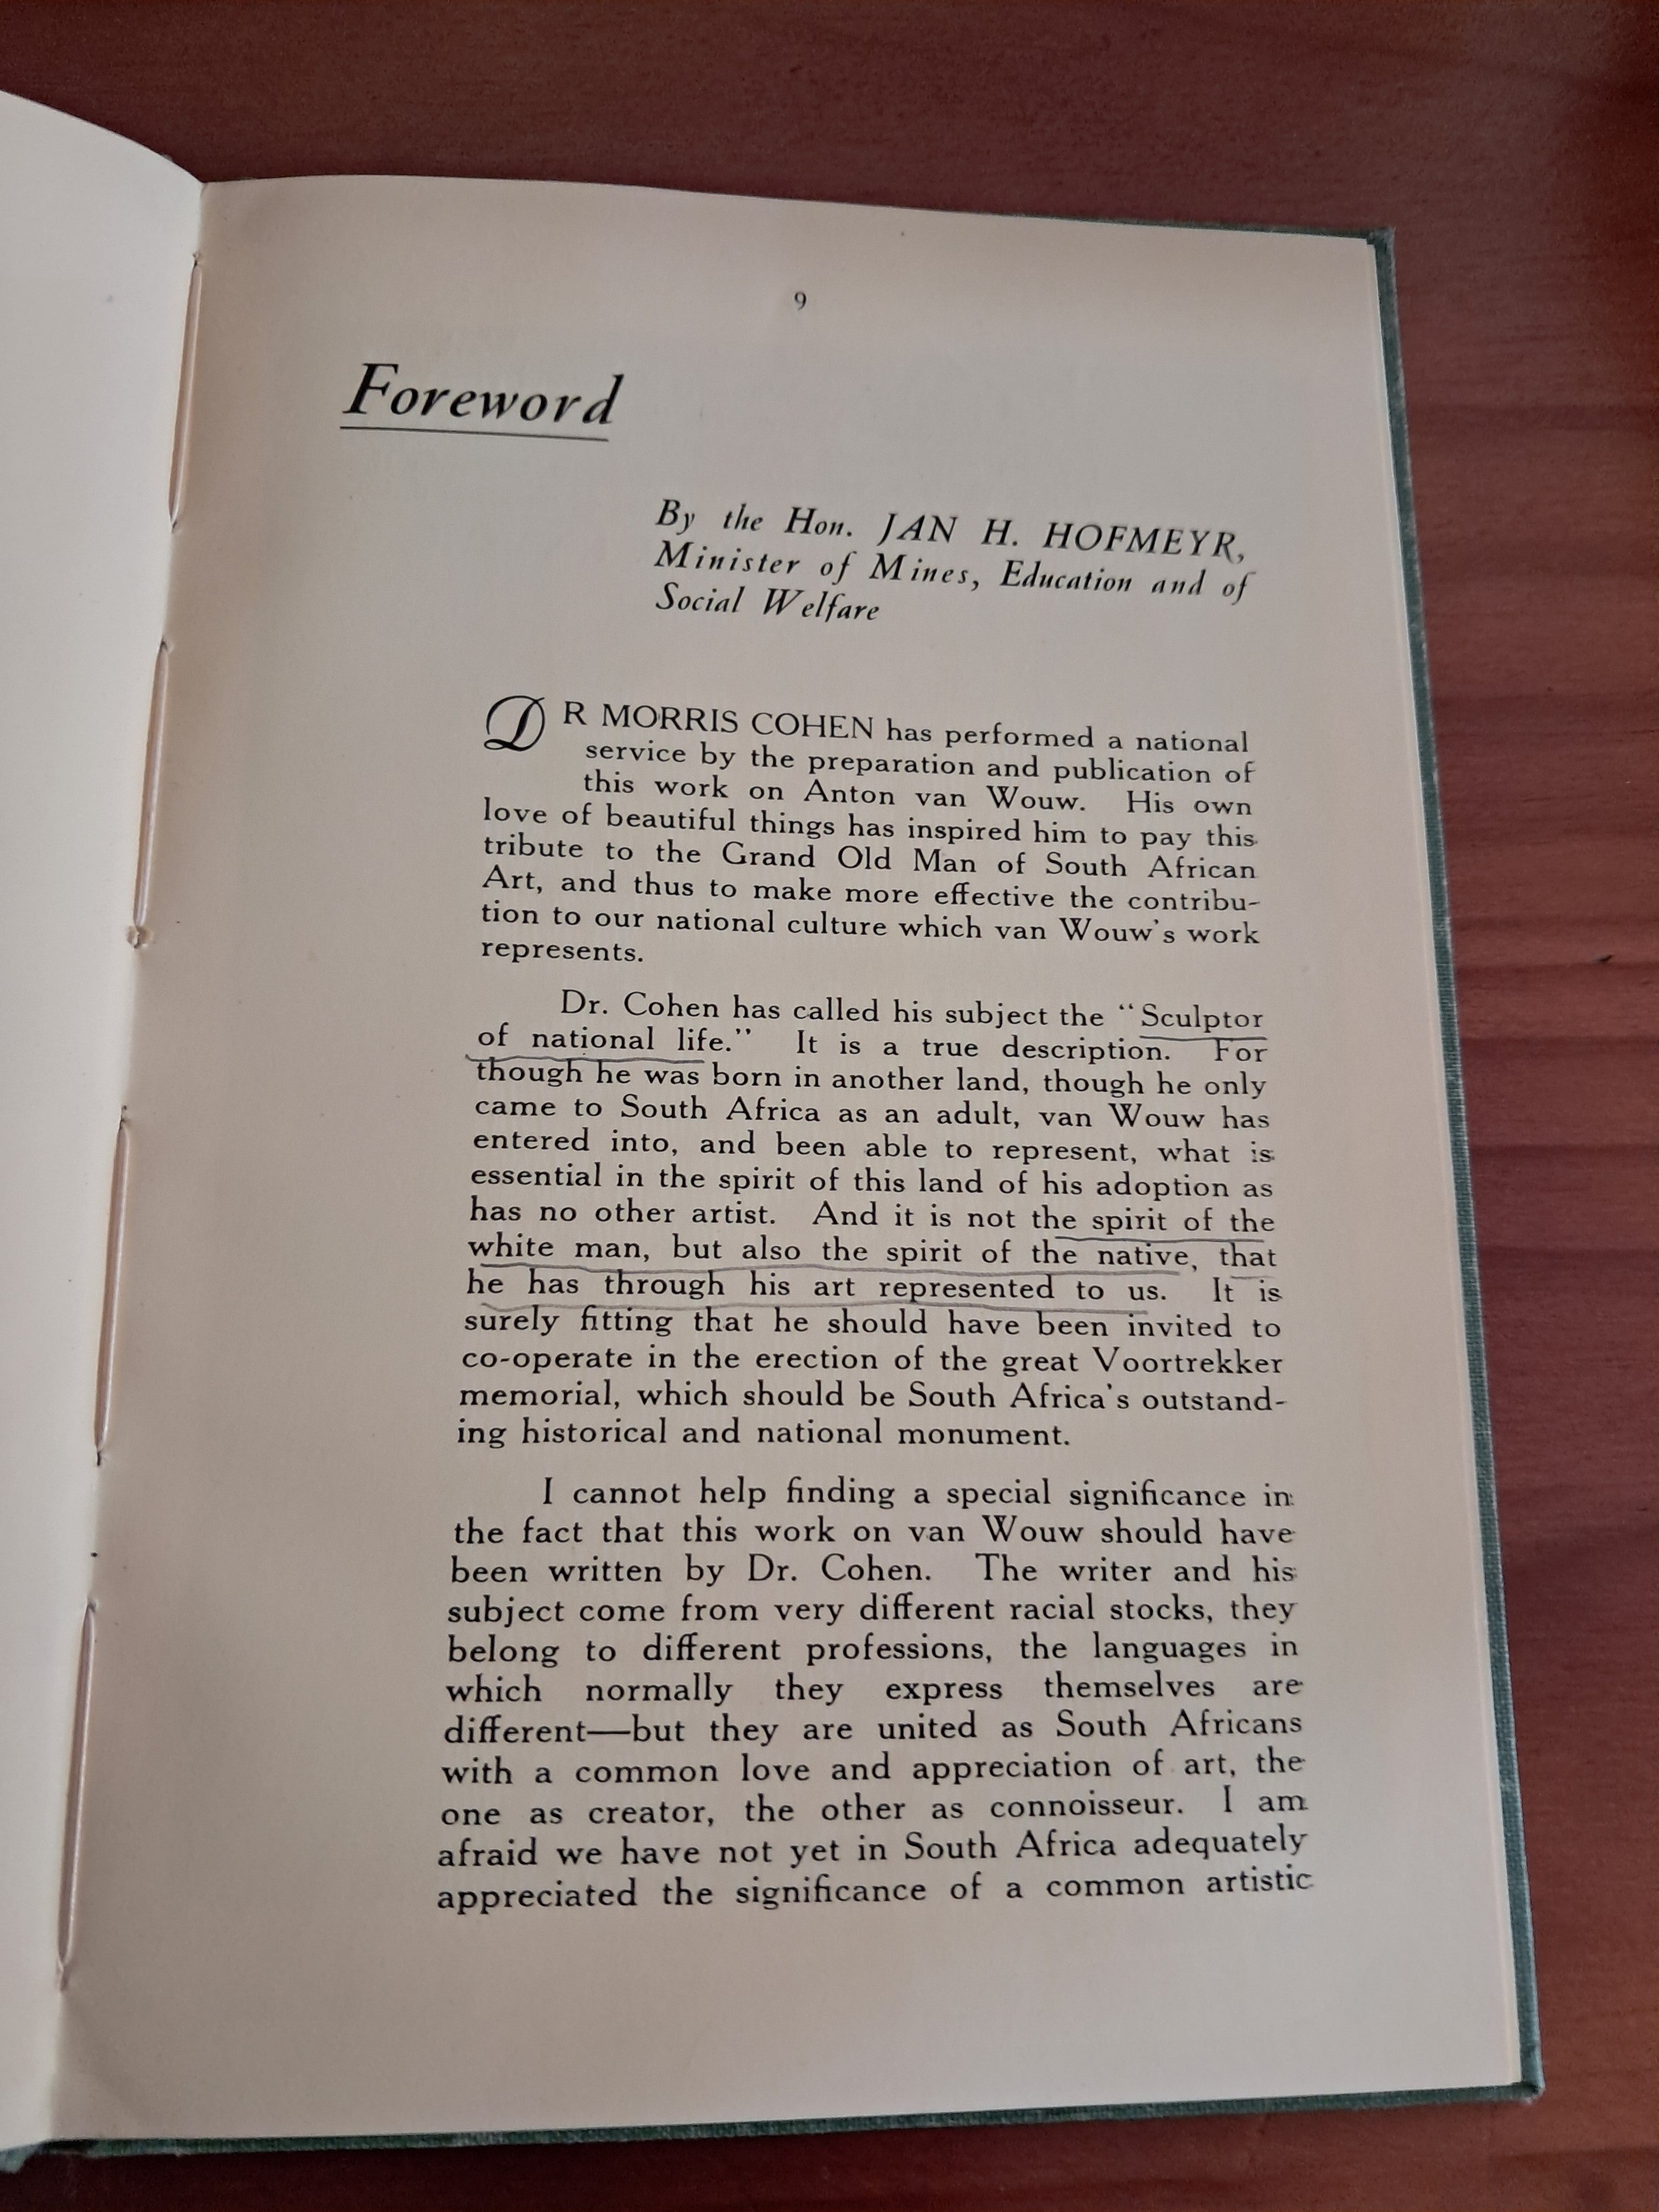 9
Foreword
By the Hon. JAN H. HOFMEYR,
Minister of Mines, Education and of
Social Welfare
DR MORRIS COHEN has performed a national
service by the preparation and publication of
this work on Anton van Wouw. His own
love of beautiful things has inspired him to pay this
tribute to the Grand Old Man of South African
Art, and thus to make more effective the contribu-
tion to our national culture which van Wouw's work
represents.
Dr. Cohen has called his subject the "Sculptor
of national life." It is a true description. For
though he was born in another land, though he only
came to South Africa as an adult, van Wouw has
entered into, and been able to represent, what is
essential in the spirit of this land of his adoption as
has no other artist. And it is not the spirit of the
white man, but also the spirit of the native, that
he has through his art represented to us. It is
surely fitting that he should have been invited to
co-operate in the erection of the great Voortrekker
memorial, which should be South Africa's outstand-
ing historical and national monument.
I cannot help finding a special significance in
the fact that this work on van Wouw should have
been written by Dr. Cohen. The writer and his
subject come from very different racial stocks, they
belong to different professions, the languages in
which normally they express themselves are
different—but they are united as South Africans
with a common love and appreciation of art, the
one as creator, the other as connoisseur. I am
afraid we have not yet in South Africa adequately
appreciated the significance of a common artistic